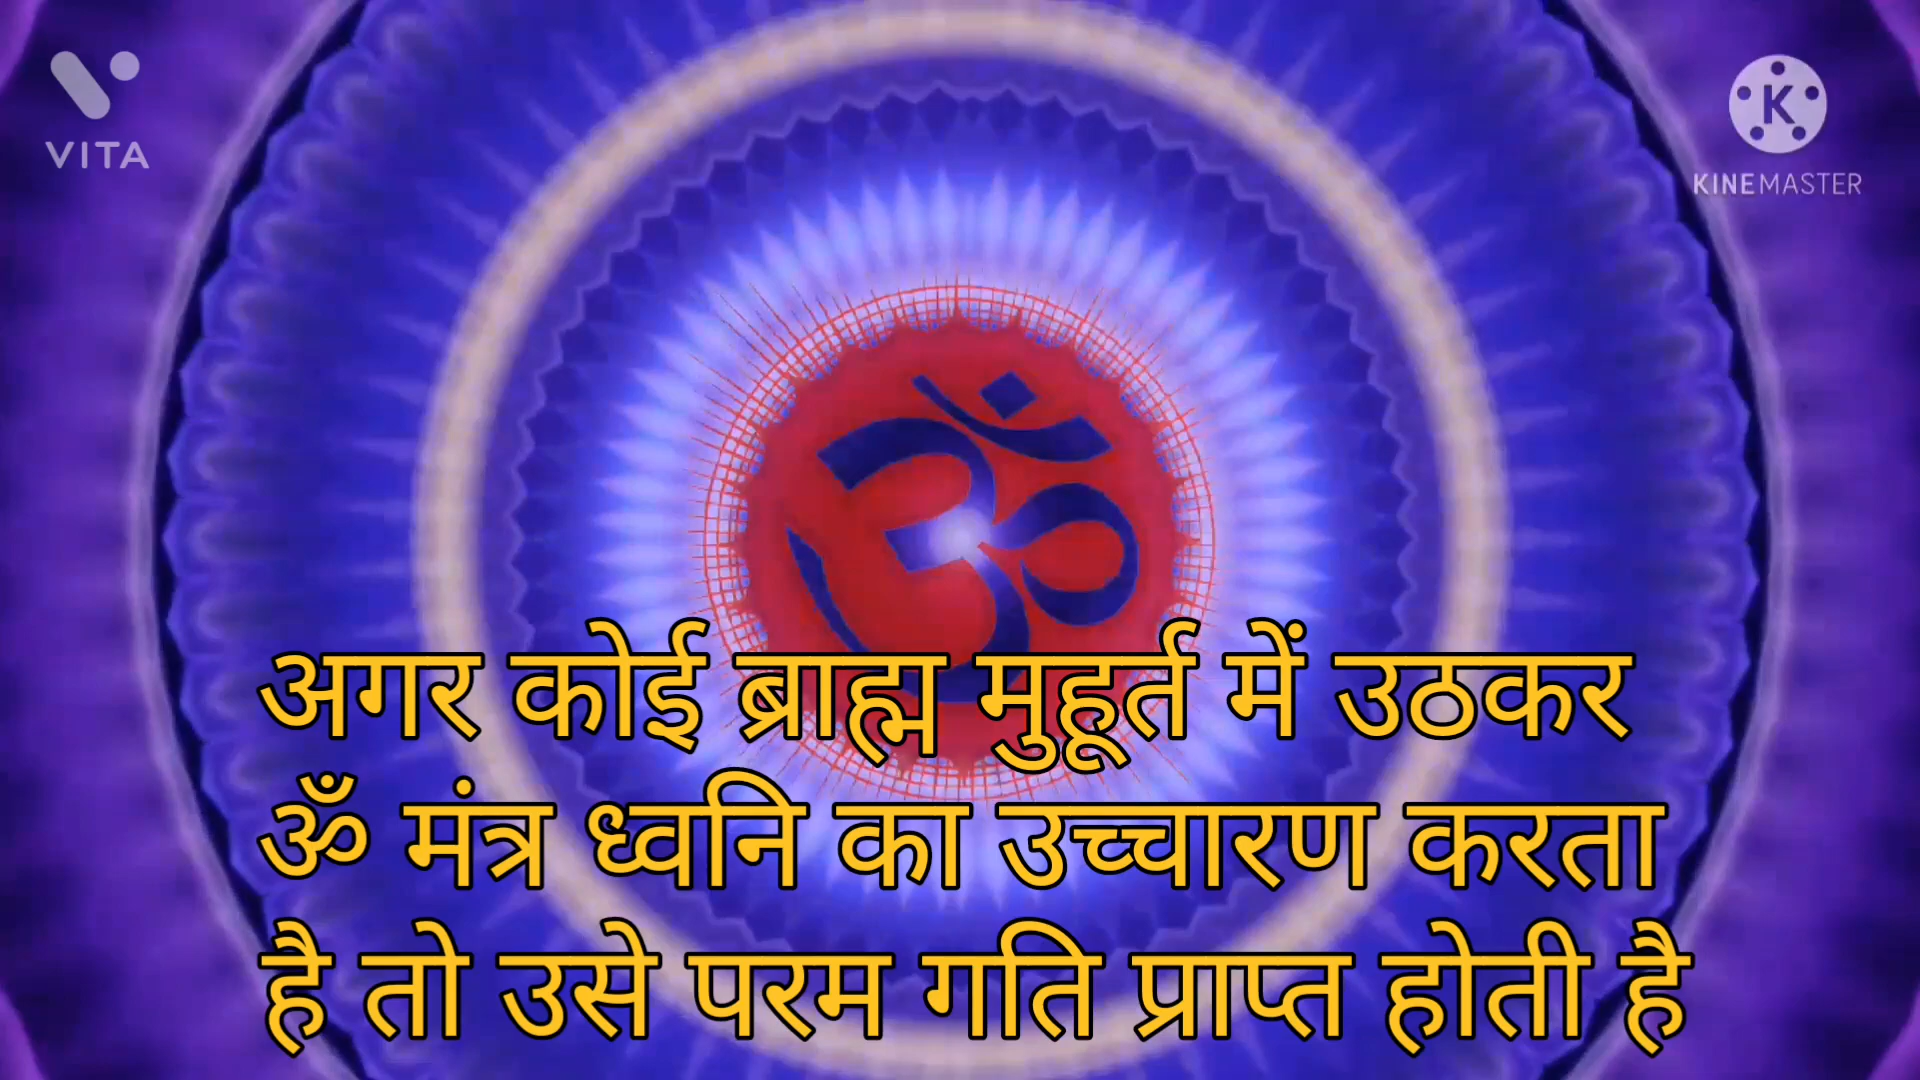 VITA
K
KINEMASTER
ॐ
अगर कोई ब्राह्म मुहूर्त में उठकर
ॐ मंत्र ध्वनि का उच्चारण करता
है तो उसे परम गति प्राप्त होती है